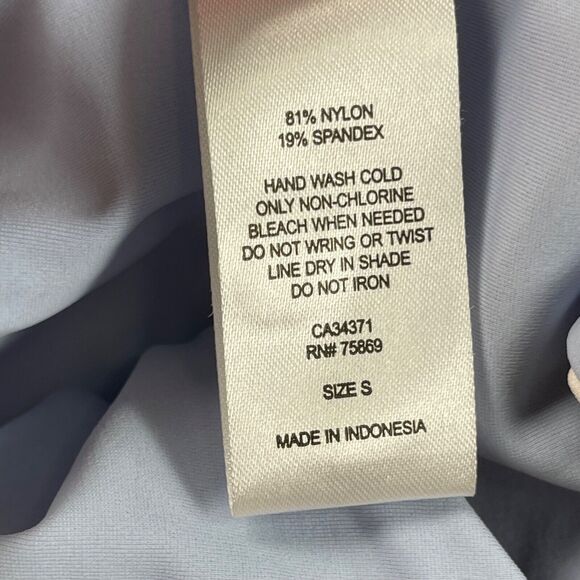 81% NYLON
19% SPANDEX
HAND WASH COLD
ONLY NON-CHLORINE
BLEACH WHEN NEEDED
DO NOT WRING OR TWIST
LINE DRY IN SHADE
DO NOT IRON
CA34371
RN# 75869
SIZE S
MADE IN INDONESIA